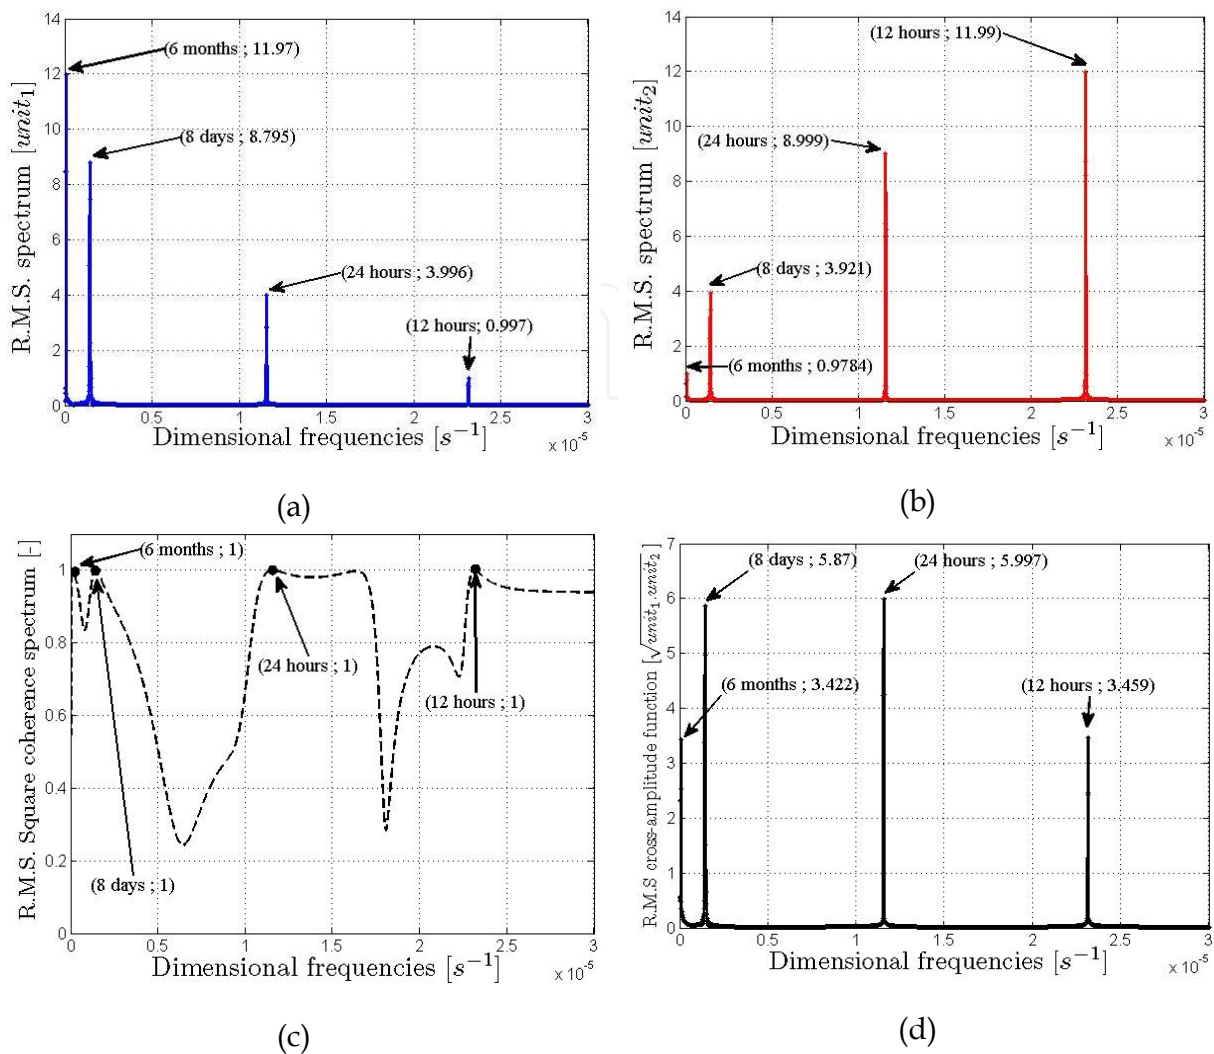 14
12
10
8
6
4
2
0
R.M.S. spectrum [unit₁]
(6 months ; 11.97)
(8 days ; 8.795)
(24 hours ; 3.996)
(12 hours; 0.997)
0 0.5 1 1.5 2 2.5 3
Dimensional frequencies [s⁻¹]
x 10⁻⁵
(a)
14
12
10
8
6
4
2
0
R.M.S. spectrum [unit₂]
(12 hours ; 11.99)
(24 hours ; 8.999)
(8 days ; 3.921)
(6 months ; 0.9784)
0 0.5 1 1.5 2 2.5 3
Dimensional frequencies [s⁻¹]
x 10⁻⁵
(b)
1
0.8
0.6
0.4
0.2
0
R.M.S. Square coherence spectrum [-]
(6 months ; 1)
(24 hours ; 1)
(12 hours ; 1)
(8 days ; 1)
0 0.5 1 1.5 2 2.5 3
Dimensional frequencies [s⁻¹]
x 10⁻⁵
(c)
7
6
5
4
3
2
1
0
R.M.S cross-amplitude function [√unit₁.unit₂]
(8 days ; 5.87)
(24 hours ; 5.997)
(6 months ; 3.422)
(12 hours ; 3.459)
0 0.5 1 1.5 2 2.5 3
Dimensional frequencies [s⁻¹]
x 10⁻⁵
(d)